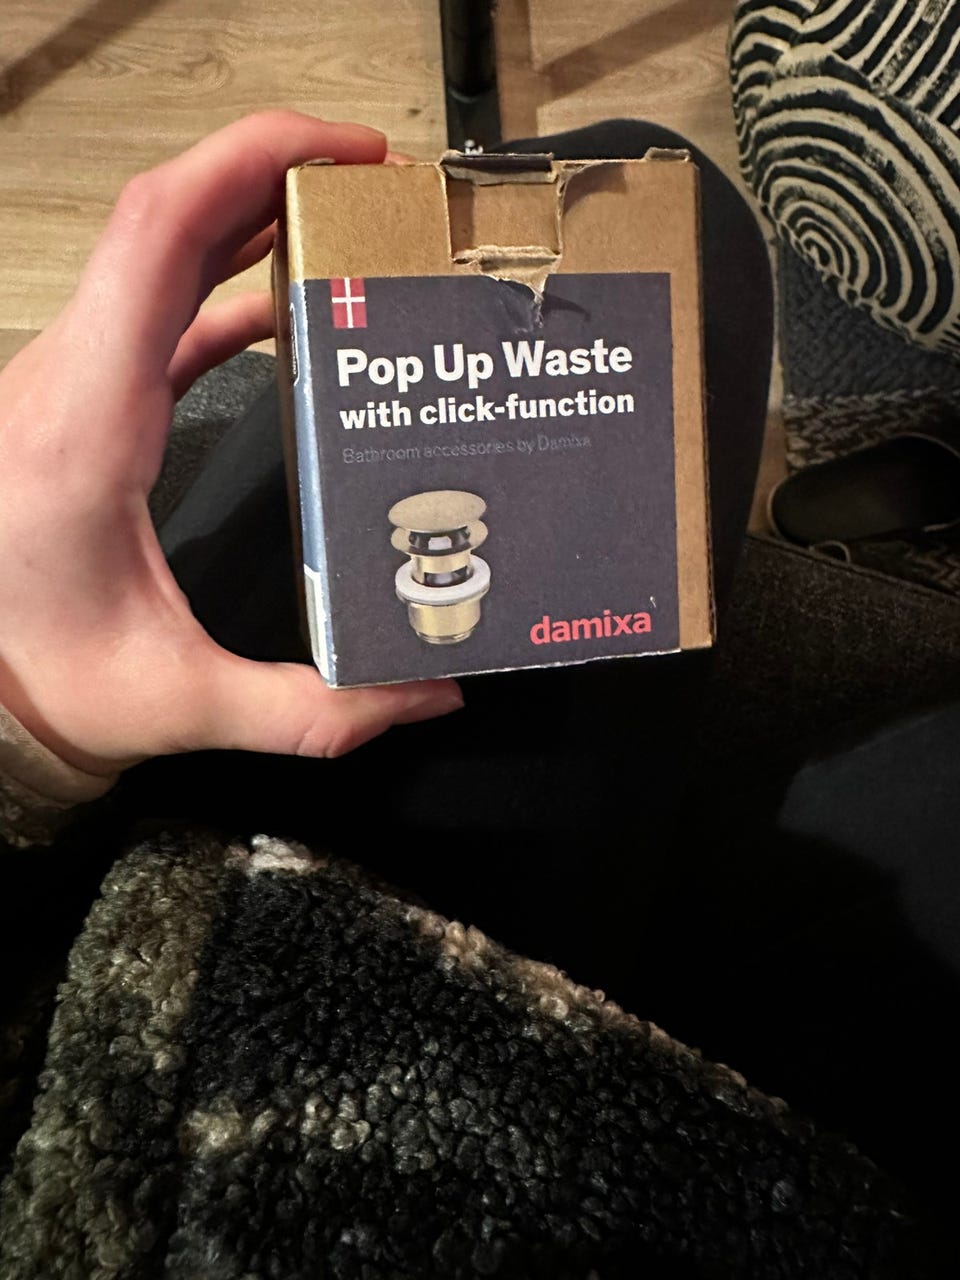 Pop Up Waste
with click-function
Bathroom accessories by Damixa
damixa